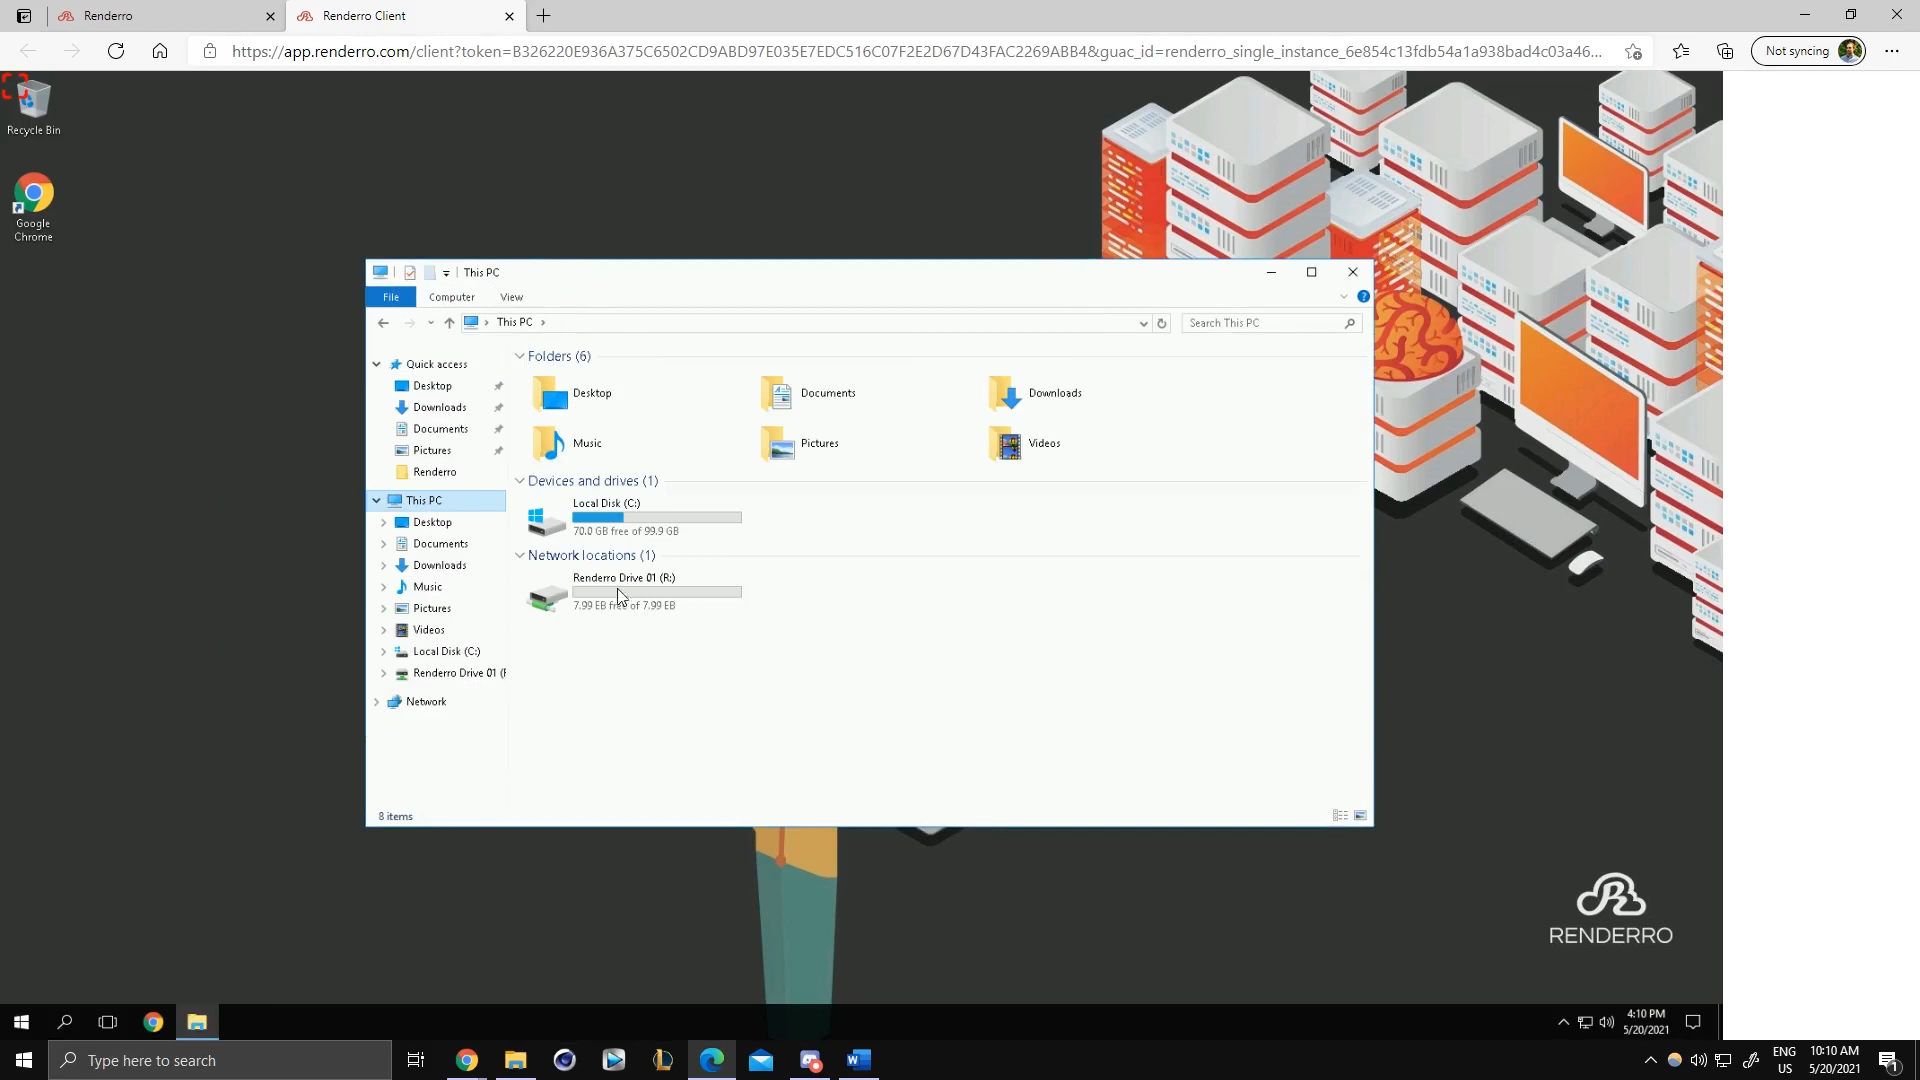 Renderro
Renderro Client
https://app.renderro.com/client?token=B326220E936A375C6502CD9ABD97E035E7EDC516C07F2E2D67D43FAC2269ABB4&guac_id=renderro_single_instance_6e854c13fdb54a1a938bad4c03a46...
Not syncing
Recycle Bin
Google
Chrome
This PC
File
Computer
View
This PC
Search This PC
Quick access
Desktop
Downloads
Documents
Pictures
Renderro
This PC
Desktop
Documents
Downloads
Music
Pictures
Videos
Local Disk (C:)
Renderro Drive 01 (R
Network
Folders (6)
Desktop
Documents
Downloads
Music
Pictures
Videos
Devices and drives (1)
Local Disk (C:)
70.0 GB free of 99.9 GB
Network locations (1)
Renderro Drive 01 (R:)
7.99 EB free of 7.99 EB
8 items
RENDERRO
4:10 PM
5/20/2021
Type here to search
ENG
US
10:10 AM
5/20/2021
1